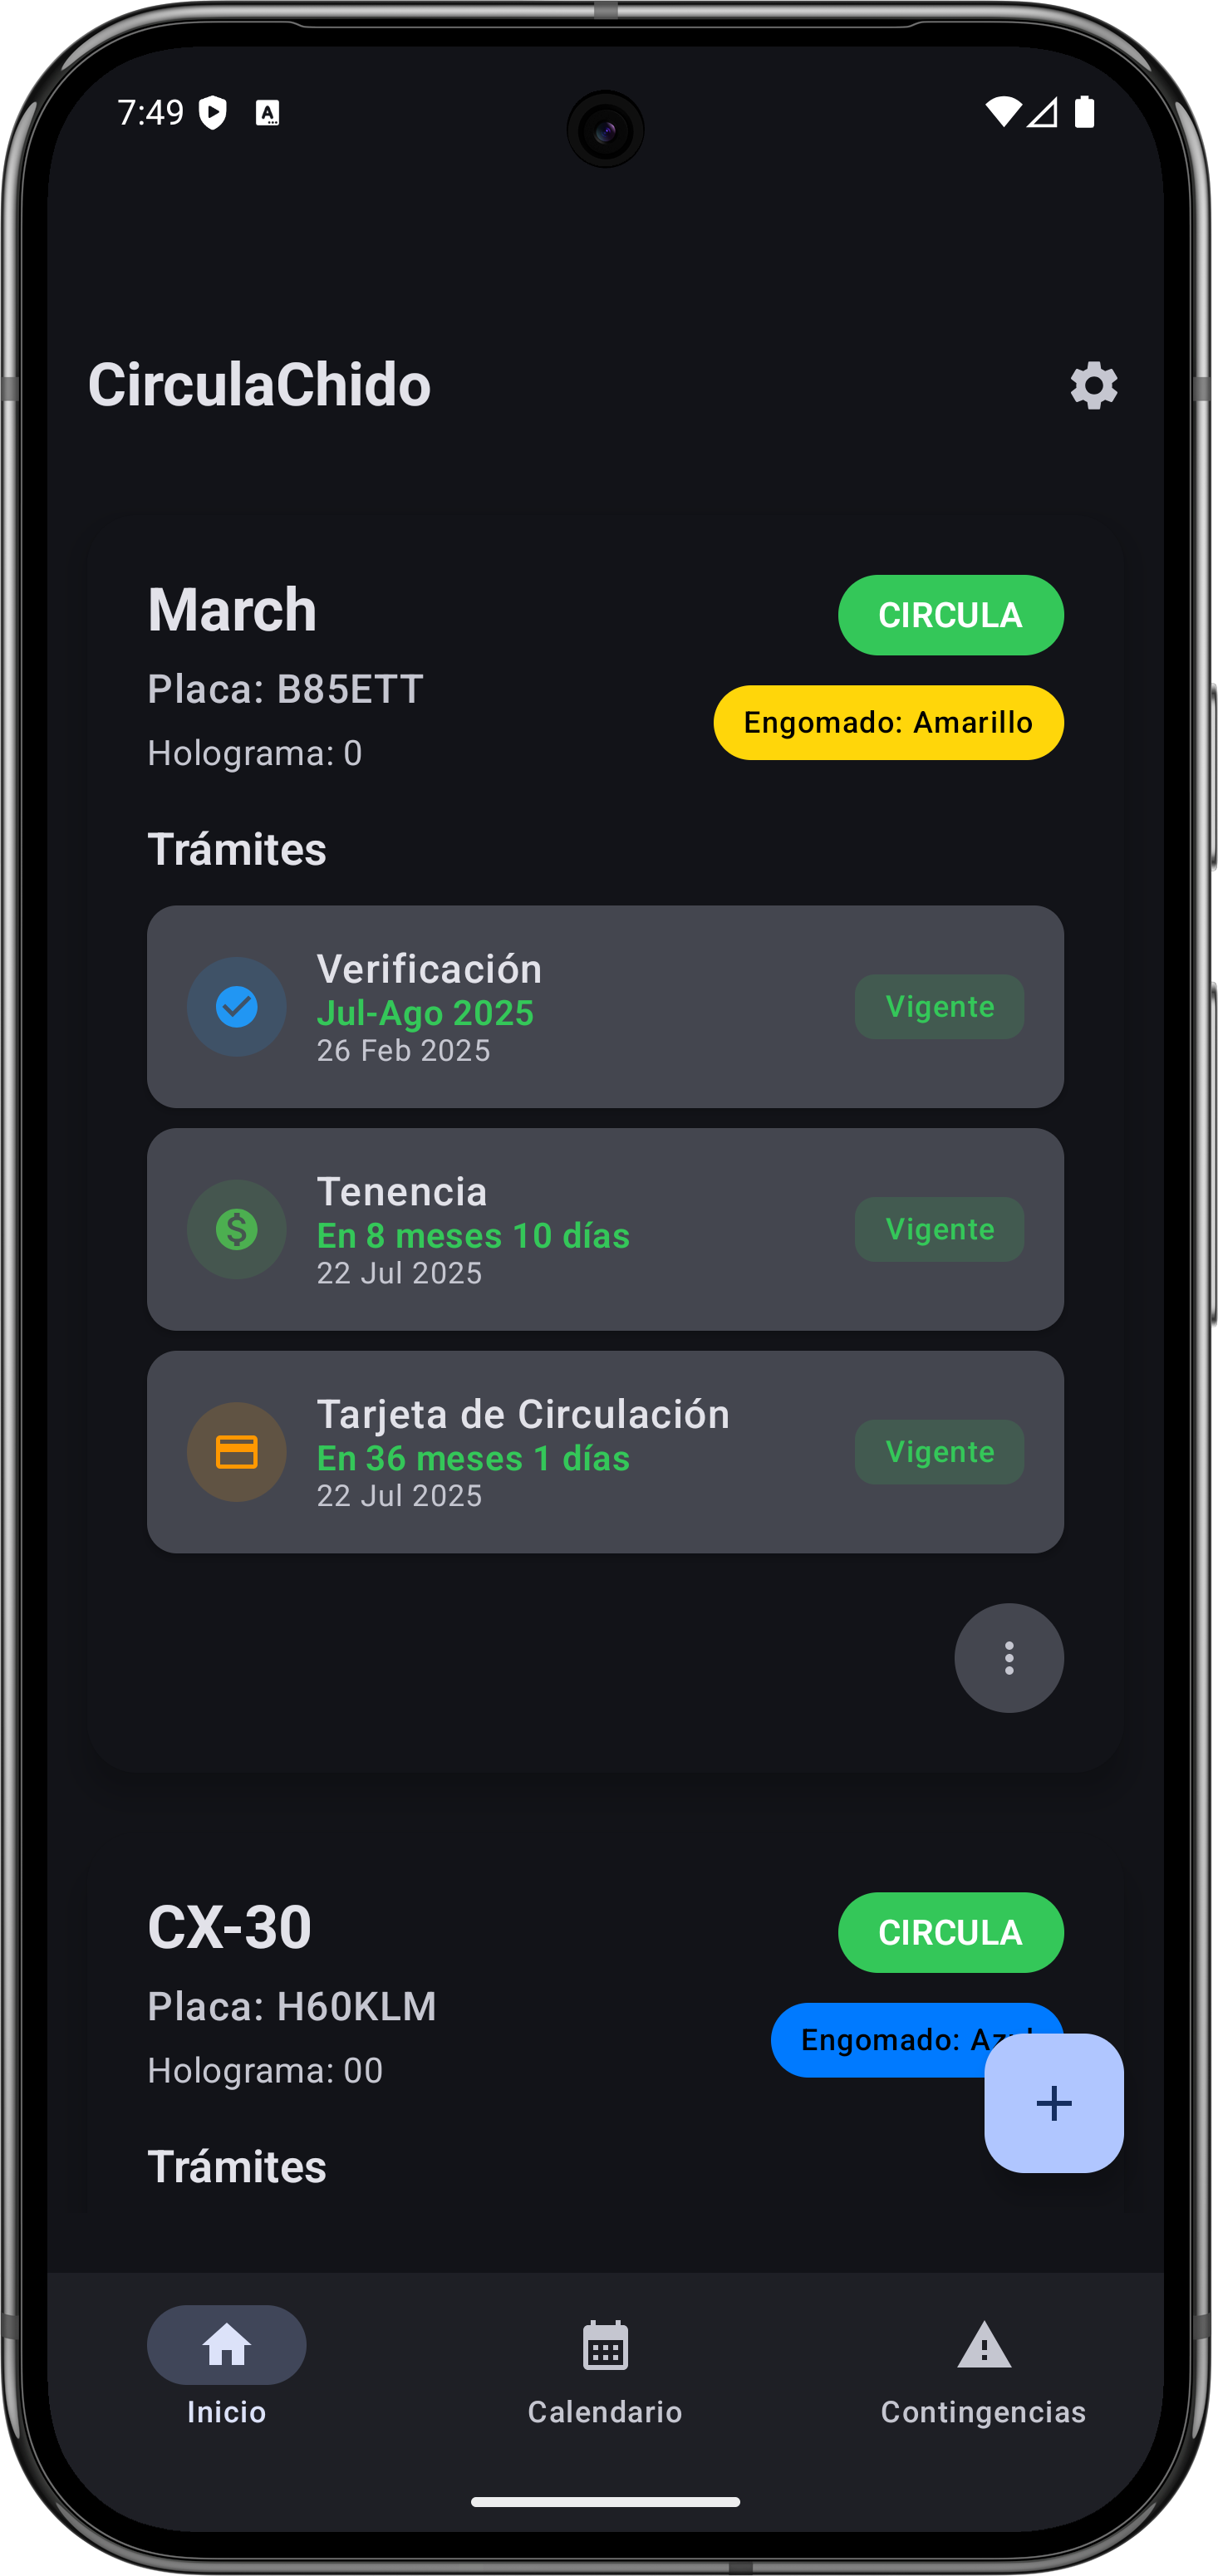 7:49
CirculaChido
March
CIRCULA
Placa: B85ETT
Engomado: Amarillo
Holograma: 0
Trámites
Verificación
Jul-Ago 2025
26 Feb 2025
Vigente
Tenencia
En 8 meses 10 días
22 Jul 2025
Vigente
Tarjeta de Circulación
En 36 meses 1 días
22 Jul 2025
Vigente
CX-30
CIRCULA
Placa: H60KLM
Engomado:
Holograma: 00
Trámites
Inicio
Calendario
Contingencias